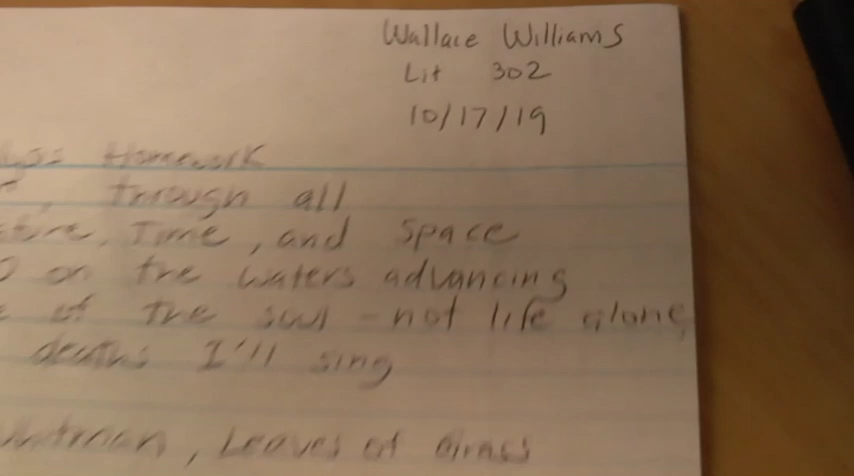 Wallace Williams
Lit 302
10/17/19
Homework
through all
Time, and Space
on the waters advancing
of the soul - not life alone,
deaths I'll sing
Whitman, Leaves of Grass